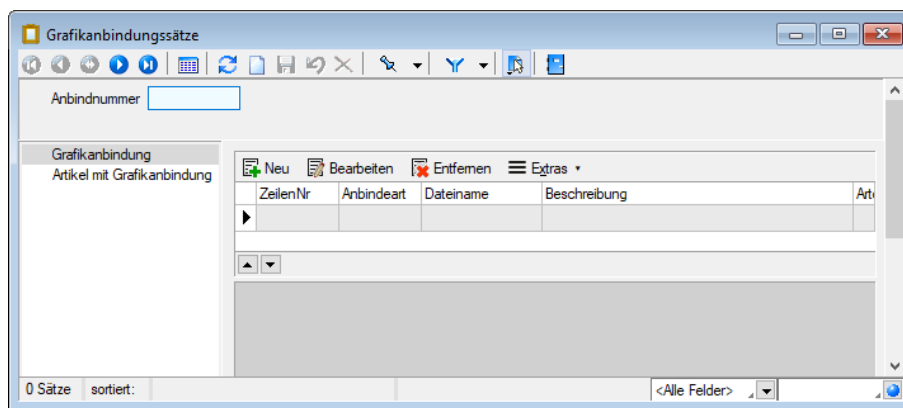 Grafikanbindungssätze
Anbindnummer
Grafikanbindung
Artikel mit Grafikanbindung
Neu Bearbeiten Entfernen Extras
ZeilenNr Anbindeart Dateiname Beschreibung
0 Sätze sortiert: <Alle Felder>